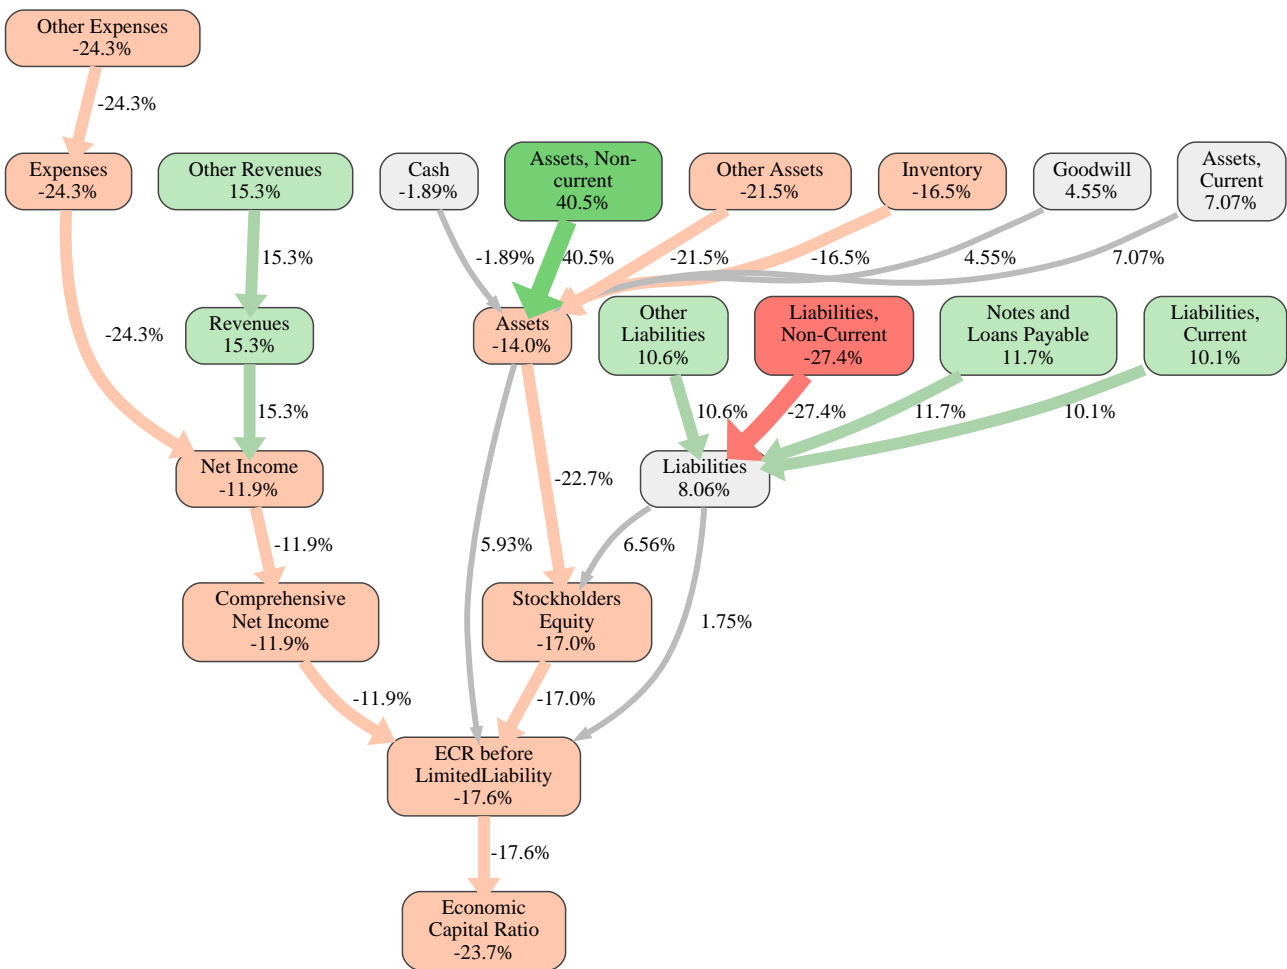 Other Expenses
-24.3%
-24.3%
Expenses
-24.3%
Other Revenues
15.3%
Cash
-1.89%
Assets, Non-
current
40.5%
Other Assets
-21.5%
Inventory
-16.5%
Goodwill
4.55%
Assets,
Current
7.07%
15.3%
-1.89%
40.5%
-21.5%
-16.5%
4.55%
7.07%
-24.3%
Revenues
15.3%
Assets
-14.0%
Other
Liabilities
10.6%
Liabilities,
Non-Current
-27.4%
Notes and
Loans Payable
11.7%
Liabilities,
Current
10.1%
15.3%
10.6%
-27.4%
11.7%
10.1%
Net Income
-11.9%
-22.7%
Liabilities
8.06%
-11.9%
5.93%
6.56%
1.75%
Comprehensive
Net Income
-11.9%
Stockholders
Equity
-17.0%
-11.9%
-17.0%
ECR before
LimitedLiability
-17.6%
-17.6%
Economic
Capital Ratio
-23.7%